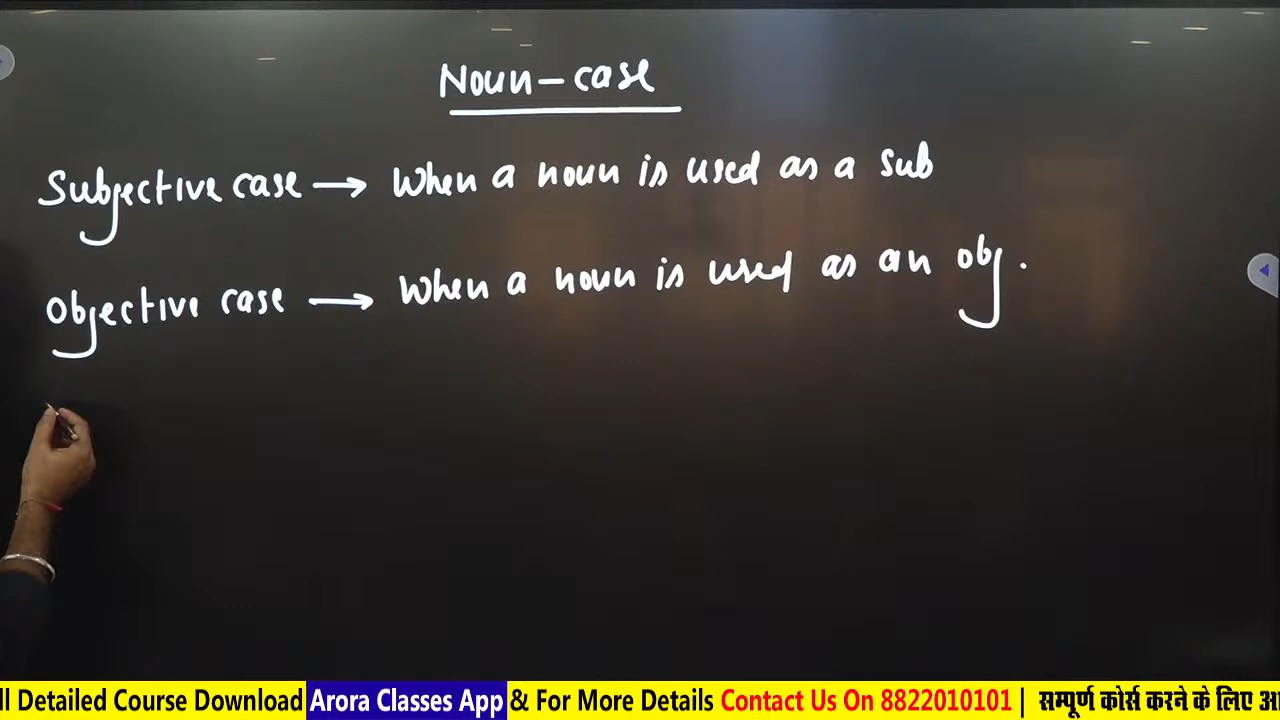 Noun - case
Subjective case → When a noun is used as a sub
Objective case → When a noun is used as an obj.
ll Detailed Course Download Arora Classes App & For More Details Contact Us On 8822010101 | सम्पूर्ण कोर्स करने के लिए